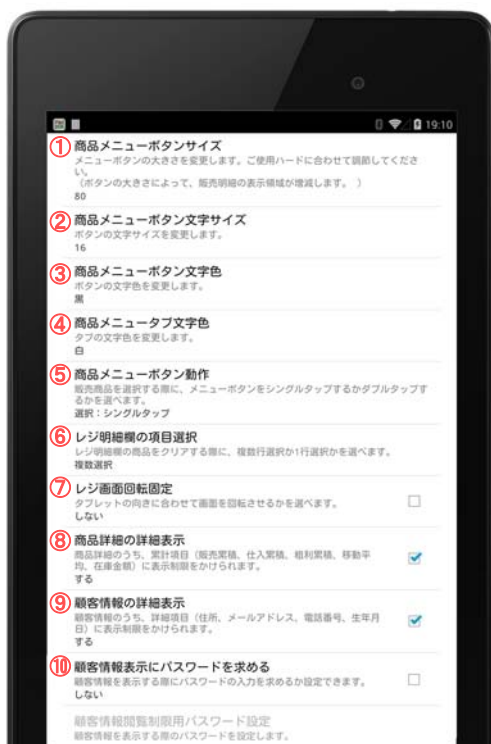 19:10
① 商品メニューボタンサイズ
メニューボタンの大きさを変更します。ご使用ハードに合わせて調節してくださ
い。
（ボタンの大きさによって、販売明細の表示領域が増減します。 ）
80
② 商品メニューボタン文字サイズ
ボタンの文字サイズを変更します。
16
③ 商品メニューボタン文字色
ボタンの文字色を変更します。
黒
④ 商品メニュータブ文字色
タブの文字色を変更します。
白
⑤ 商品メニューボタン動作
販売商品を選択する際に、メニューボタンをシングルタップするかダブルタップす
るかを選べます。
選択：シングルタップ
⑥ レジ明細欄の項目選択
レジ明細欄の商品をクリアする際に、複数行選択か1行選択かを選べます。
複数選択
⑦ レジ画面回転固定
タブレットの向きに合わせて画面を回転させるかを選べます。
しない
⑧ 商品詳細の詳細表示
商品詳細のうち、累計項目（販売累積、仕入累積、粗利累積、移動平
均、在庫金額）に表示制限をかけられます。
する
⑨ 顧客情報の詳細表示
顧客情報のうち、詳細項目（住所、メールアドレス、電話番号、生年月
日）に表示制限をかけられます。
する
⑩ 顧客情報表示にパスワードを求める
顧客情報を表示する際にパスワードの入力を求めるか設定できます。
しない
顧客情報閲覧制限用パスワード設定
顧客情報を表示する際のパスワードを設定します。